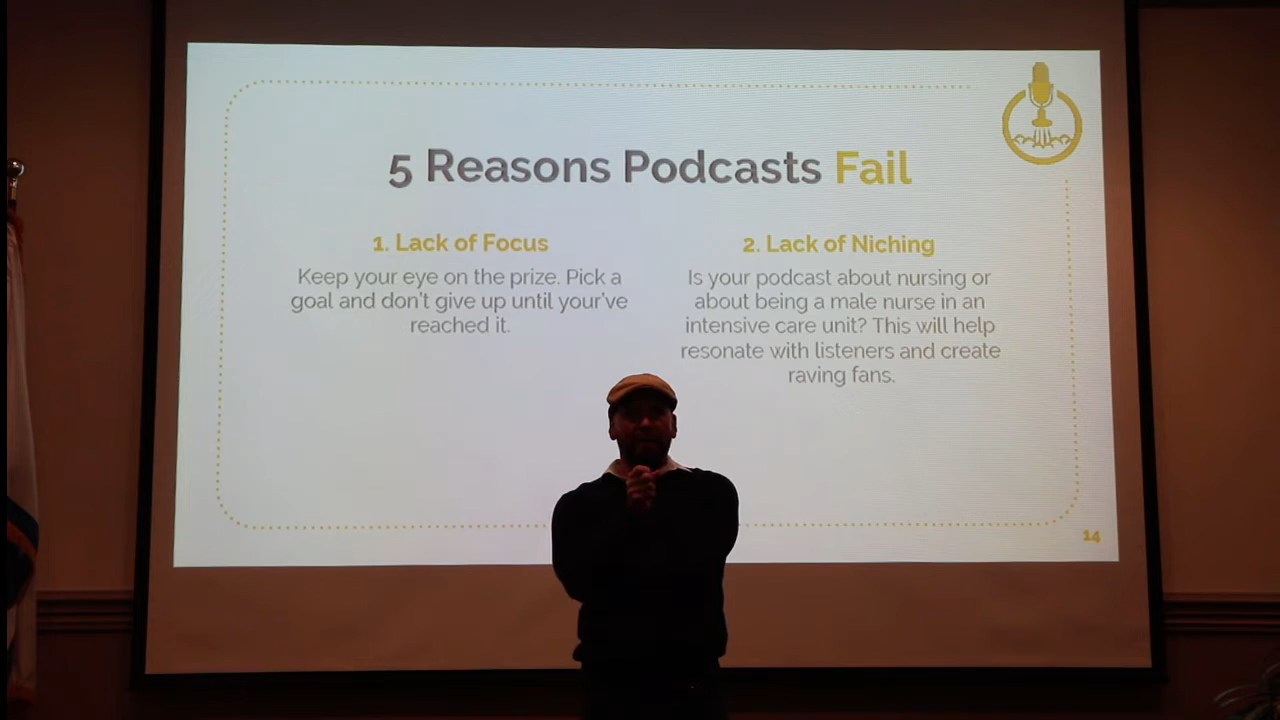 5 Reasons Podcasts Fail
1. Lack of Focus
Keep your eye on the prize. Pick a
goal and don't give up until your've
reached it.
2. Lack of Niching
Is your podcast about nursing or
about being a male nurse in an
intensive care unit? This will help
resonate with listeners and create
raving fans.
14